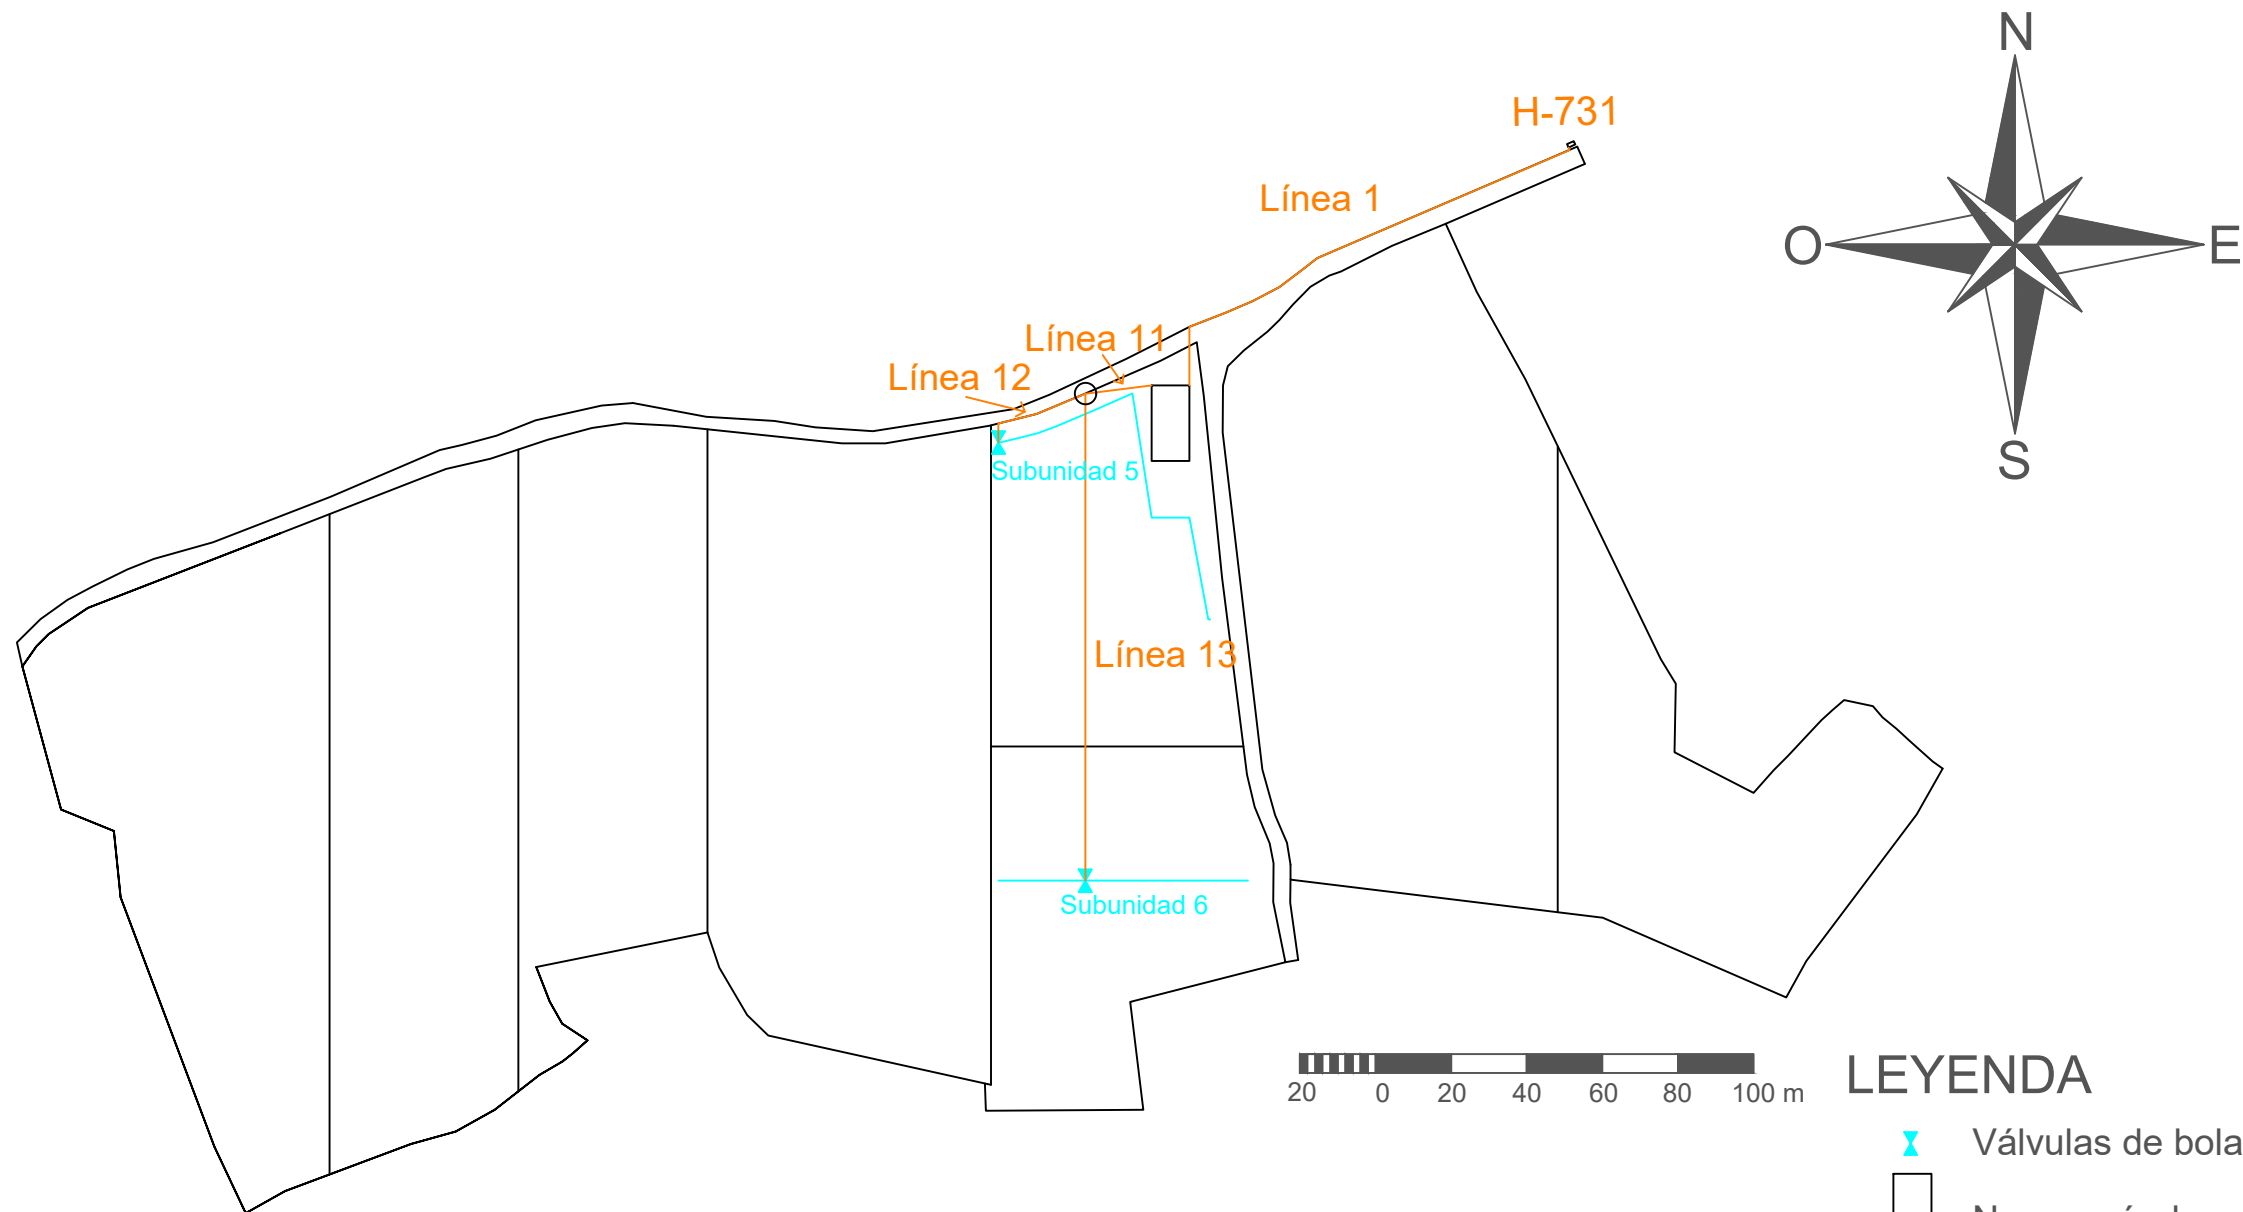 N
H-731
Línea 1
O
E
Línea 11
Línea 12
S
Subunidad 5
Línea 13
Subunidad 6
20 0 20 40 60 80 100 m
LEYENDA
Válvulas de bola